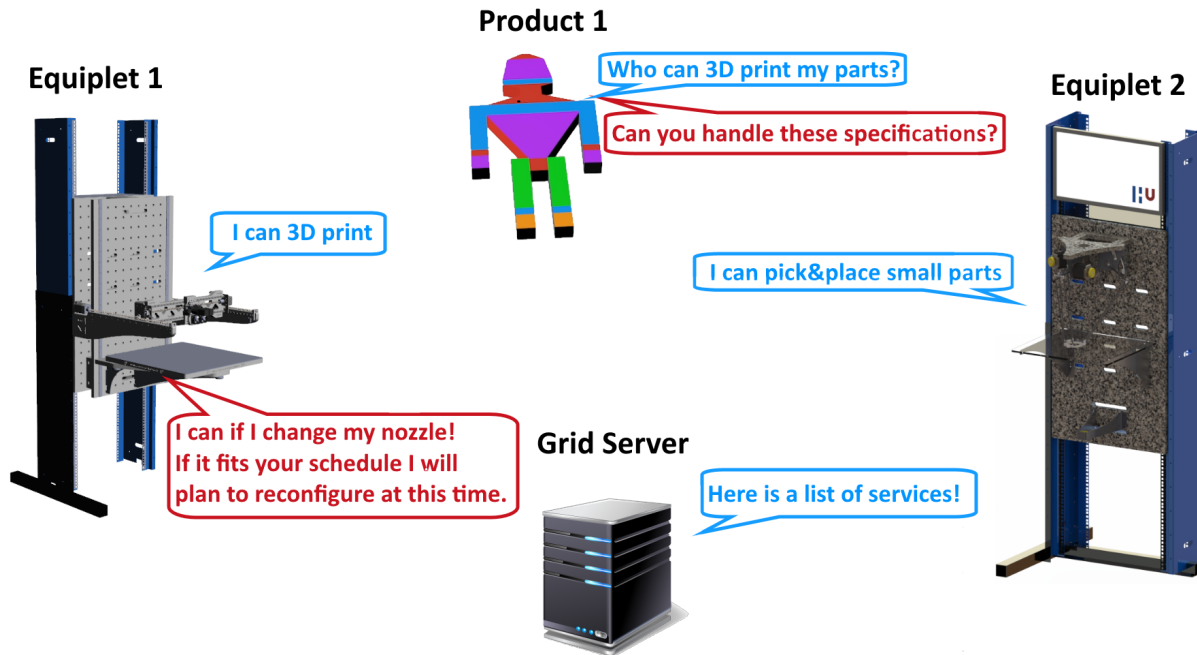 Product 1
Equiplet 1
Who can 3D print my parts?
Equiplet 2
Can you handle these specifications?
I can 3D print
I can pick&place small parts
I can if I change my nozzle!
If it fits your schedule I will
plan to reconfigure at this time.
Grid Server
Here is a list of services!